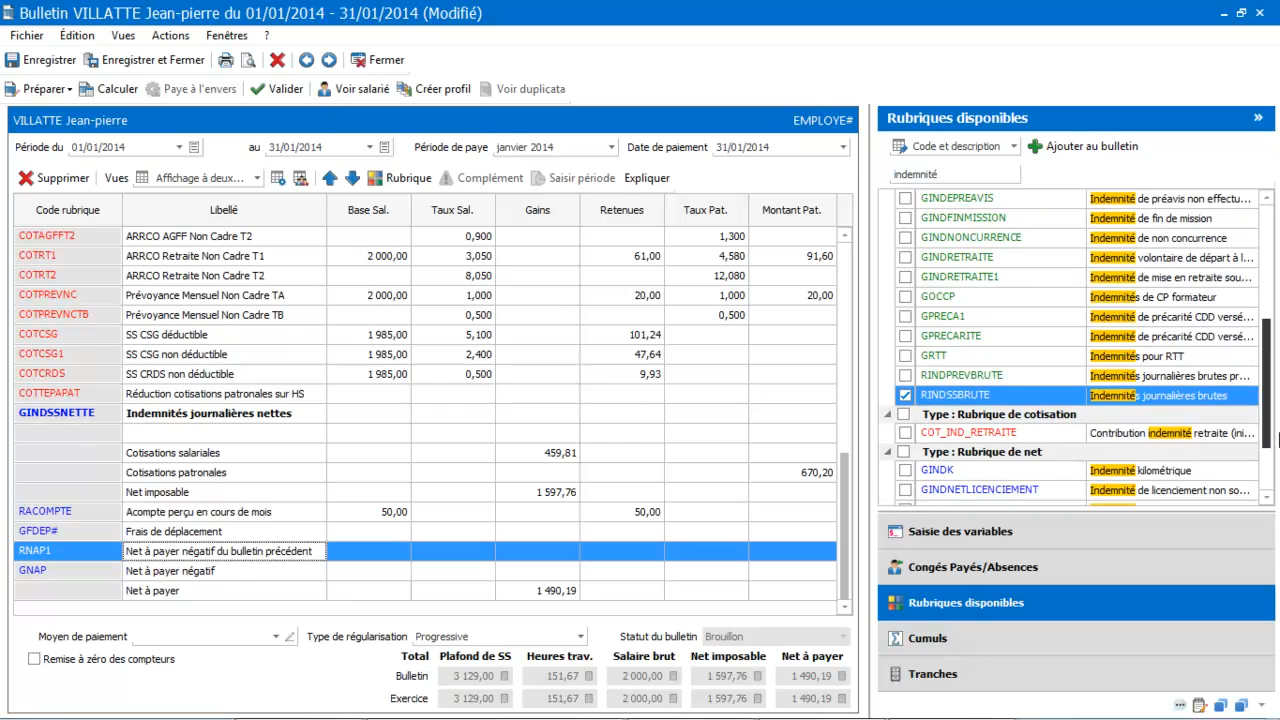 Bulletin VILLATTE Jean-pierre du 01/01/2014 - 31/01/2014 (Modifié)
Fichier Édition Vues Actions Fenêtres ?
Enregistrer Enregistrer et Fermer Fermer
Préparer Calculer Paye à l'envers Valider Voir salarié Créer profil Voir duplicata
VILLATTE Jean-pierre EMPLOYE#
Période du 01/01/2014 au 31/01/2014 Période de paye janvier 2014 Date de paiement 31/01/2014
Supprimer Vues Affichage à deux... Rubrique Complément Saisir période Expliquer
Code rubrique Libellé Base Sal. Taux Sal. Gains Retenues Taux Pat. Montant Pat.
COTAGFFT2 ARRCO AGFF Non Cadre T2 0,900 1,300
COTRT1 ARRCO Retraite Non Cadre T1 2 000,00 3,050 61,00 4,580 91,60
COTRT2 ARRCO Retraite Non Cadre T2 8,050 12,080
COTPREVNC Prévoyance Mensuel Non Cadre TA 2 000,00 1,000 20,00 1,000 20,00
COTPREVNCTB Prévoyance Mensuel Non Cadre TB 0,500 0,500
COTCSG SS CSG déductible 1 985,00 5,100 101,24
COTCSG1 SS CSG non déductible 1 985,00 2,400 47,64
COTCRDS SS CRDS non déductible 1 985,00 0,500 9,93
COTTEPAPAT Réduction cotisations patronales sur HS
GINDSSNETTE Indemnités journalières nettes
Cotisations salariales 459,81
Cotisations patronales 670,20
Net imposable 1 597,76
RACOMPTE Acompte perçu en cours de mois 50,00 50,00
GFDEP# Frais de déplacement
RNAP1 Net à payer négatif du bulletin précédent
GNAP Net à payer négatif
Net à payer 1 490,19
Moyen de paiement Type de régularisation Progressive Statut du bulletin Brouillon
Remise à zéro des compteurs
Total Plafond de SS Heures trav. Salaire brut Net imposable Net à payer
Bulletin 3 129,00 151,67 2 000,00 1 597,76 1 490,19
Exercice 3 129,00 151,67 2 000,00 1 597,76 1 490,19
Rubriques disponibles »
Code et description Ajouter au bulletin
indemnité
GINDEPREAVIS Indemnité de préavis non effectu...
GINDFINMISSION Indemnité de fin de mission
GINDNONCURRENCE Indemnité de non concurrence
GINDRETRAITE Indemnité volontaire de départ à l...
GINDRETRAITE1 Indemnité de mise en retraite sou...
GOCCP Indemnités de CP formateur
GPRECA1 Indemnité de précarité CDD versé...
GPRECARITE Indemnité de précarité CDD versé...
GRTT Indemnités pour RTT
RINDPREVBRUTE Indemnités journalières brutes pr...
RINDSSBRUTE Indemnités journalières brutes
Type : Rubrique de cotisation
COT_IND_RETRAITE Contribution indemnité retraite (ini...
Type : Rubrique de net
GINDK Indemnité kilométrique
GINDNETLICENCIEMENT Indemnité de licenciement non so...
Saisie des variables
Congés Payés/Absences
Rubriques disponibles
Cumuls
Tranches